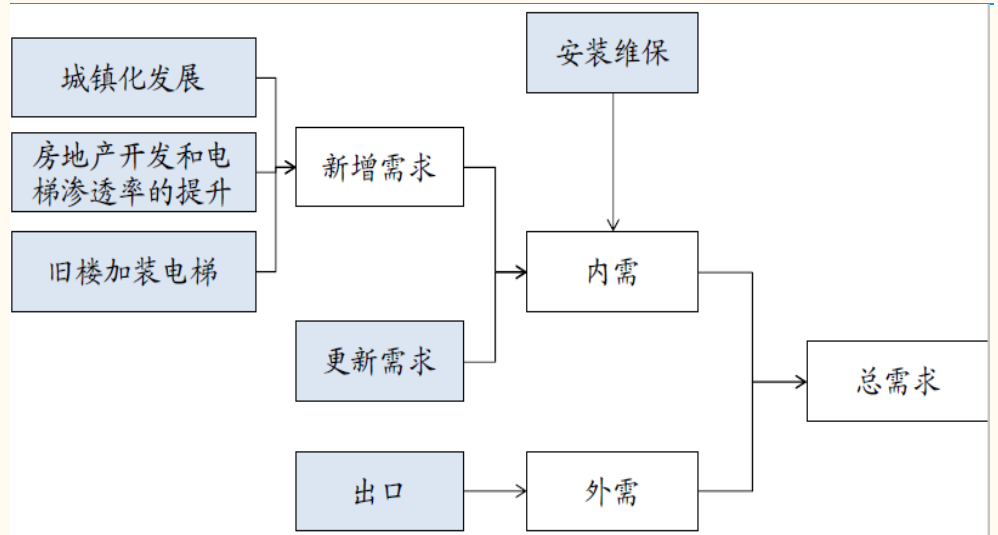 安装维保
城镇化发展
房地产开发和电
梯渗透率的提升
新增需求
旧楼加装电梯
内需
更新需求
总需求
出口
外需